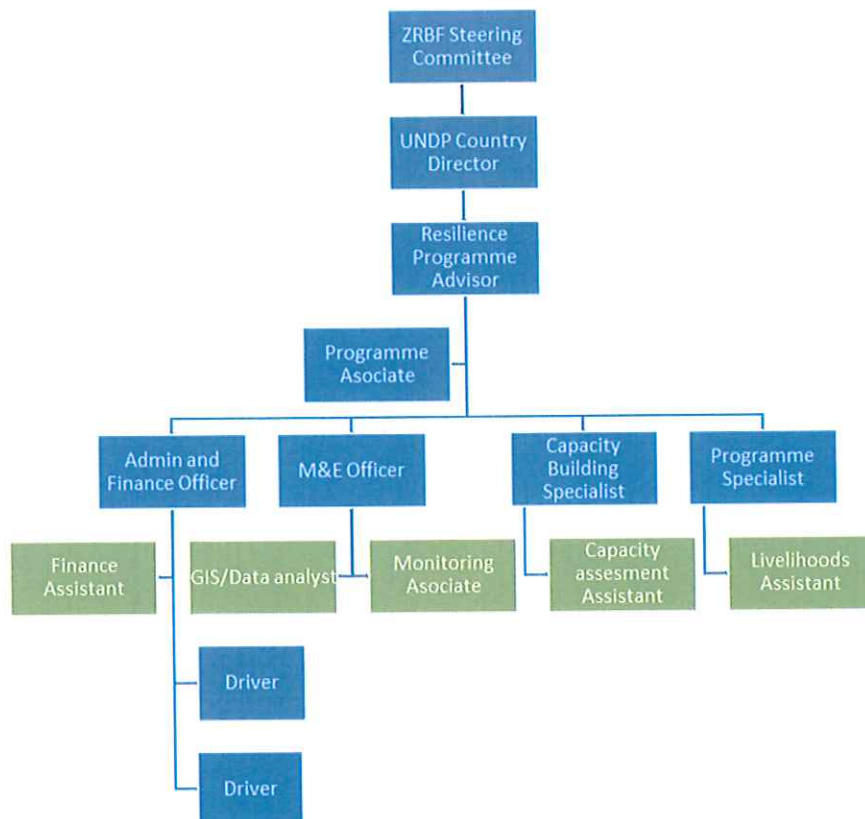 ZRBF Steering
Committee
UNDP Country
Director
Resilience
Programme
Advisor
Programme
Asociate
Admin and
Finance Officer
M&E Officer
Capacity
Building
Specialist
Programme
Specialist
Finance
Assistant
GIS/Data analyst
Monitoring
Asociate
Capacity
assesment
Assistant
Livelihoods
Assistant
Driver
Driver